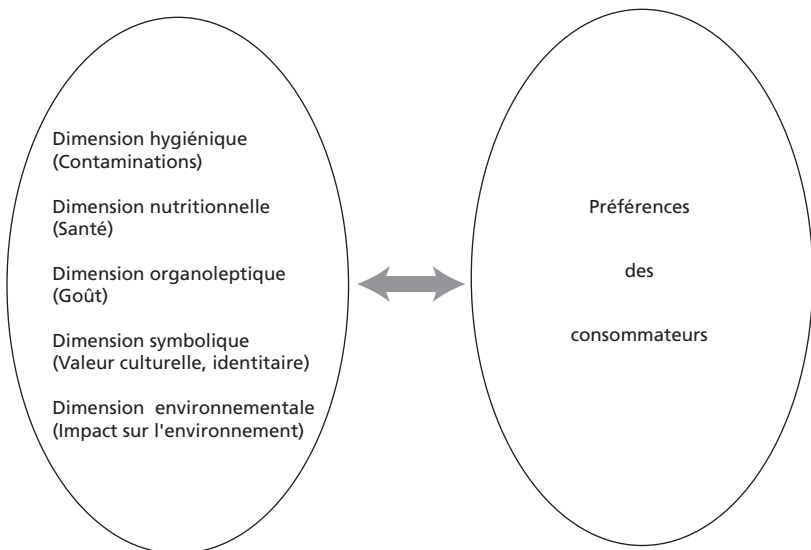 Dimension hygiénique
(Contaminations)
Dimension nutritionnelle
(Santé)
Dimension organoleptique
(Goût)
Dimension symbolique
(Valeur culturelle, identitaire)
Dimension environnementale
(Impact sur l'environnement)
Préférences
des
consommateurs